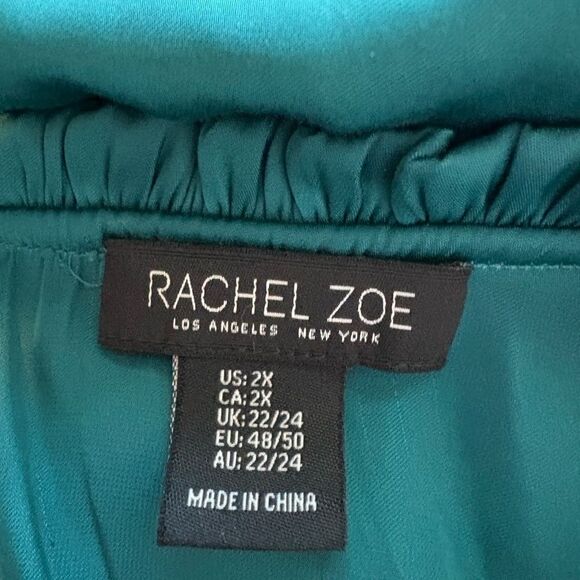 RACHEL ZOE
LOS ANGELES NEW YORK
US: 2X
CA: 2X
UK: 22/24
EU: 48/50
AU: 22/24
MADE IN CHINA